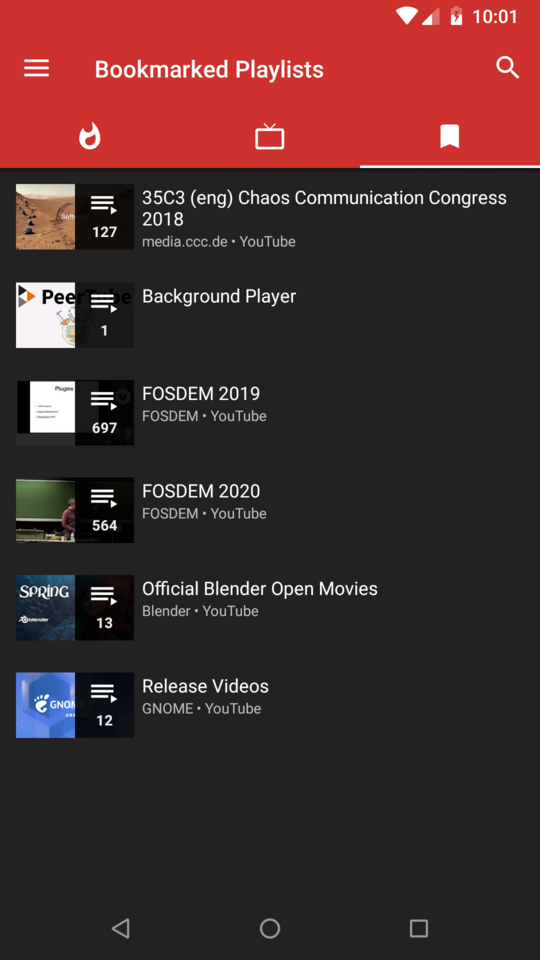 10:01
Bookmarked Playlists
35C3 (eng) Chaos Communication Congress
2018
media.ccc.de • YouTube
127
Background Player
PeerTube
1
FOSDEM 2019
FOSDEM • YouTube
Plugins
697
FOSDEM 2020
FOSDEM • YouTube
564
Official Blender Open Movies
Blender • YouTube
SPRING
blender
13
Release Videos
GNOME • YouTube
GNOM
12